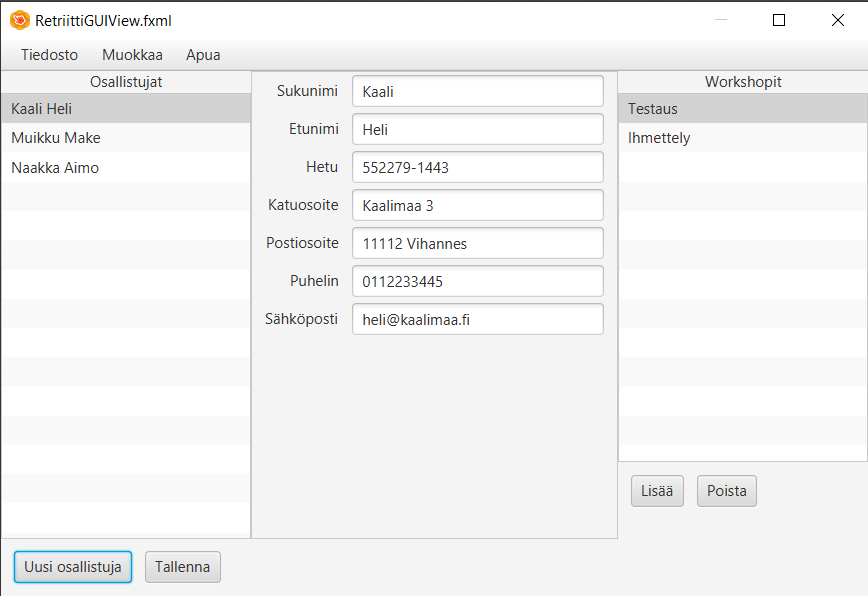 RetriittiGUIView.fxml
Tiedosto Muokkaa Apua
Osallistujat
Kaali Heli
Muikku Make
Naakka Aimo
Sukunimi Kaali
Etunimi Heli
Hetu 552279-1443
Katuosoite Kaalimaa 3
Postiosoite 11112 Vihannes
Puhelin 0112233445
Sähköposti heli@kaalimaa.fi
Workshopit
Testaus
Ihmettely
Lisää Poista
Uusi osallistuja Tallenna